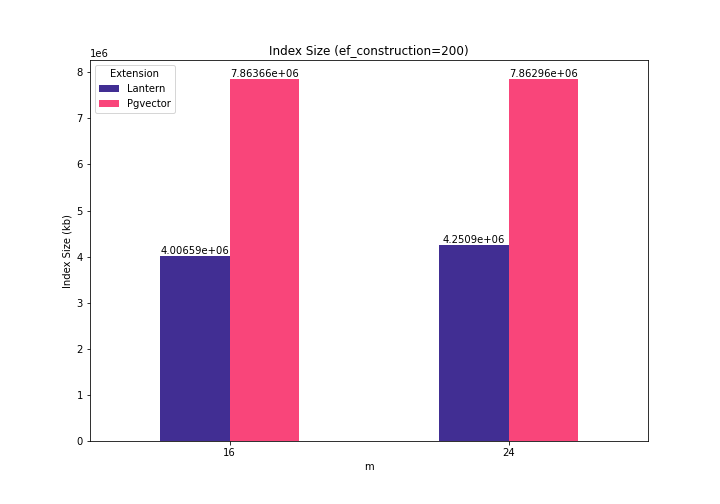 Index Size (ef_construction=200)
1e6
Extension
Lantern
Pgvector
7.86366e+06
7.86296e+06
4.00659e+06
4.2509e+06
Index Size (kb)
8
7
6
5
4
3
2
1
0
16
24
m